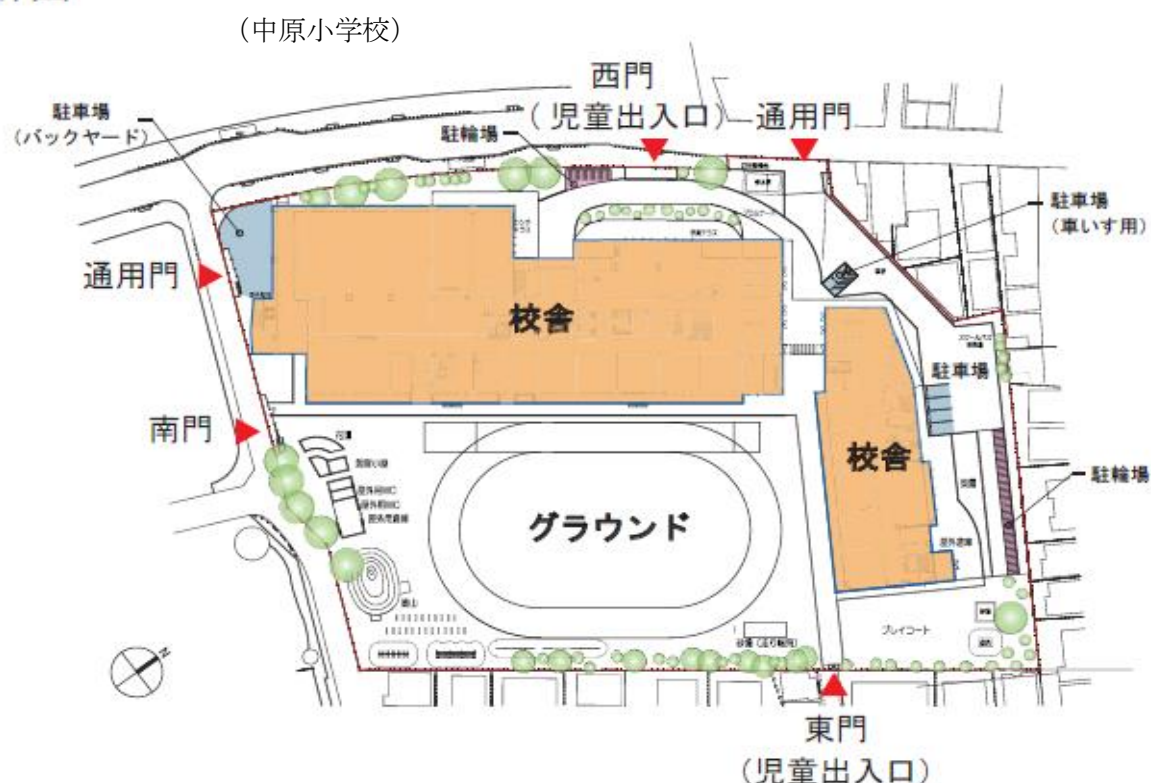 (中原小学校)
西門
(児童出入口)
通用門
駐車場
(バックヤード)
駐輪場
駐車場
(車いす用)
通用門
校舎
駐車場
南門
校舎
駐輪場
グラウンド
プレイコート
N
東門
(児童出入口)